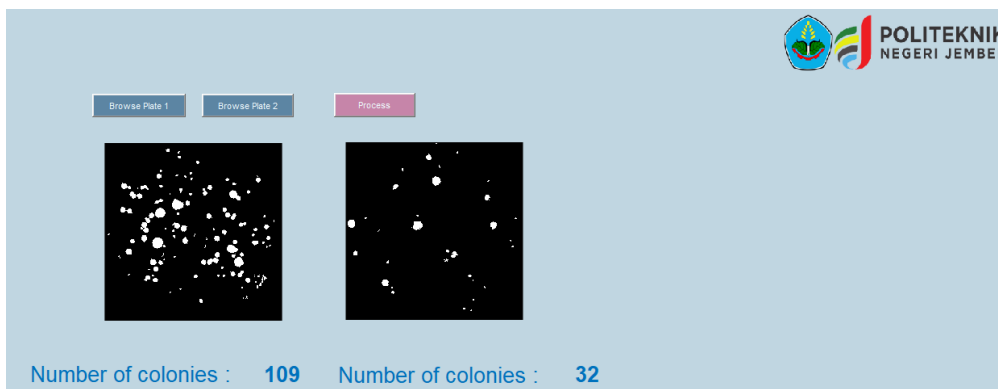 POLITEKNIK
NEGERI JEMBE
Browse Plate 1 Browse Plate 2 Process
Number of colonies : 109 Number of colonies : 32